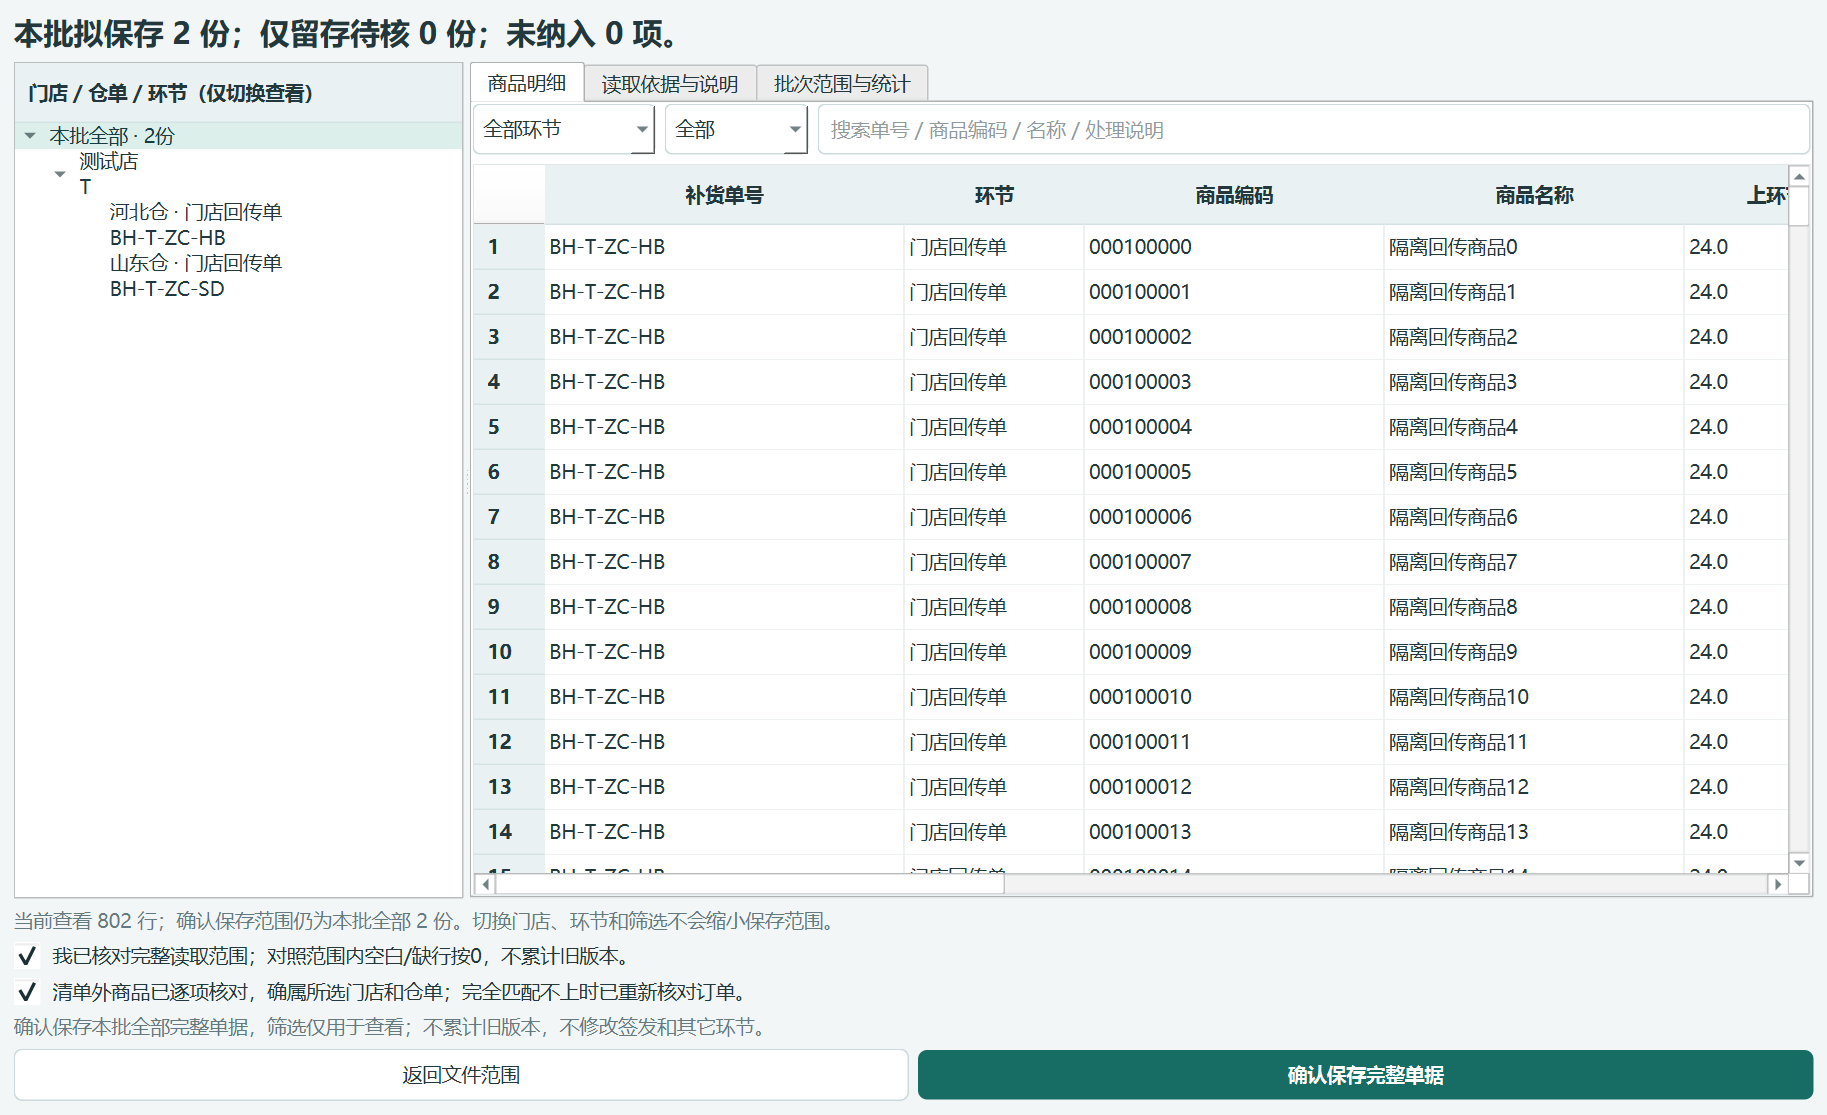 本批拟保存 2 份；仅留存待核 0 份；未纳入 0 项。
门店 / 仓单 / 环节（仅切换查看）
本批全部 · 2份
测试店
T
河北仓 · 门店回传单
BH-T-ZC-HB
山东仓 · 门店回传单
BH-T-ZC-SD
商品明细 读取依据与说明 批次范围与统计
全部环节 全部 搜索单号 / 商品编码 / 名称 / 处理说明
补货单号 环节 商品编码 商品名称 上环
1 BH-T-ZC-HB 门店回传单 000100000 隔离回传商品0 24.0
2 BH-T-ZC-HB 门店回传单 000100001 隔离回传商品1 24.0
3 BH-T-ZC-HB 门店回传单 000100002 隔离回传商品2 24.0
4 BH-T-ZC-HB 门店回传单 000100003 隔离回传商品3 24.0
5 BH-T-ZC-HB 门店回传单 000100004 隔离回传商品4 24.0
6 BH-T-ZC-HB 门店回传单 000100005 隔离回传商品5 24.0
7 BH-T-ZC-HB 门店回传单 000100006 隔离回传商品6 24.0
8 BH-T-ZC-HB 门店回传单 000100007 隔离回传商品7 24.0
9 BH-T-ZC-HB 门店回传单 000100008 隔离回传商品8 24.0
10 BH-T-ZC-HB 门店回传单 000100009 隔离回传商品9 24.0
11 BH-T-ZC-HB 门店回传单 000100010 隔离回传商品10 24.0
12 BH-T-ZC-HB 门店回传单 000100011 隔离回传商品11 24.0
13 BH-T-ZC-HB 门店回传单 000100012 隔离回传商品12 24.0
14 BH-T-ZC-HB 门店回传单 000100013 隔离回传商品13 24.0
当前查看 802 行；确认保存范围仍为本批全部 2 份。切换门店、环节和筛选不会缩小保存范围。
我已核对完整读取范围；对照范围内空白/缺行按0，不累计旧版本。
清单外商品已逐项核对，确属所选门店和仓单；完全匹配不上时已重新核对订单。
确认保存本批全部完整单据，筛选仅用于查看；不累计旧版本，不修改签发和其它环节。
返回文件范围 确认保存完整单据